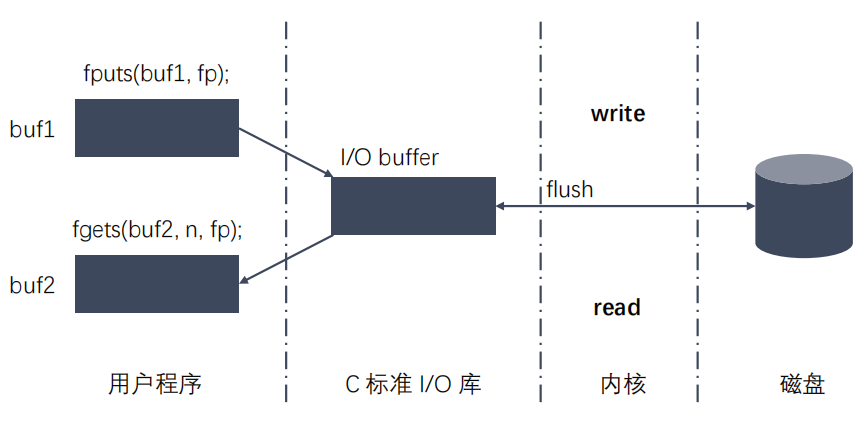 fputs(buf1, fp);
buf1
write
I/O buffer
flush
fgets(buf2, n, fp);
buf2
read
用户程序
C 标准 I/O 库
内核
磁盘